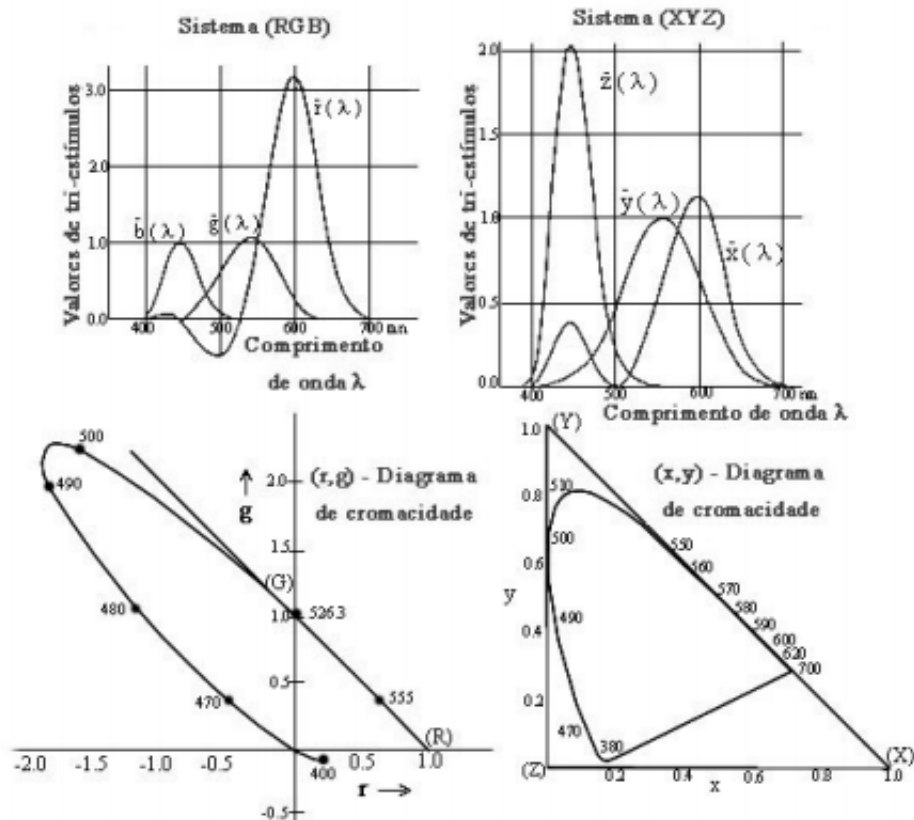 Sistema (RGB)
Valores de tri-estímulos
3.0
2.0
1.0
0.0
r̄(λ)
b̄(λ)
ḡ(λ)
400
500
600
700 nm
Comprimento
de onda λ
Sistema (XYZ)
Valores de tri-estímulos
2.0
1.5
1.0
0.5
0.0
z̄(λ)
ȳ(λ)
x̄(λ)
400
500
600
700 nm
Comprimento de onda λ
(r,g) - Diagrama
de cromacidade
g
2.0
1.5
1.0
0.5
-0.5
500
490
480
470
400
(G)
526.3
555
(R)
-2.0
-1.5
-1.0
-0.5
0.5
1.0
r
(x,y) - Diagrama
de cromacidade
(Y)
1.0
0.8
0.6
0.4
0.2
y
510
500
490
470
380
550
560
570
580
590
600
620
700
(X)
(Z)
0.2
0.4
0.6
0.8
1.0
x